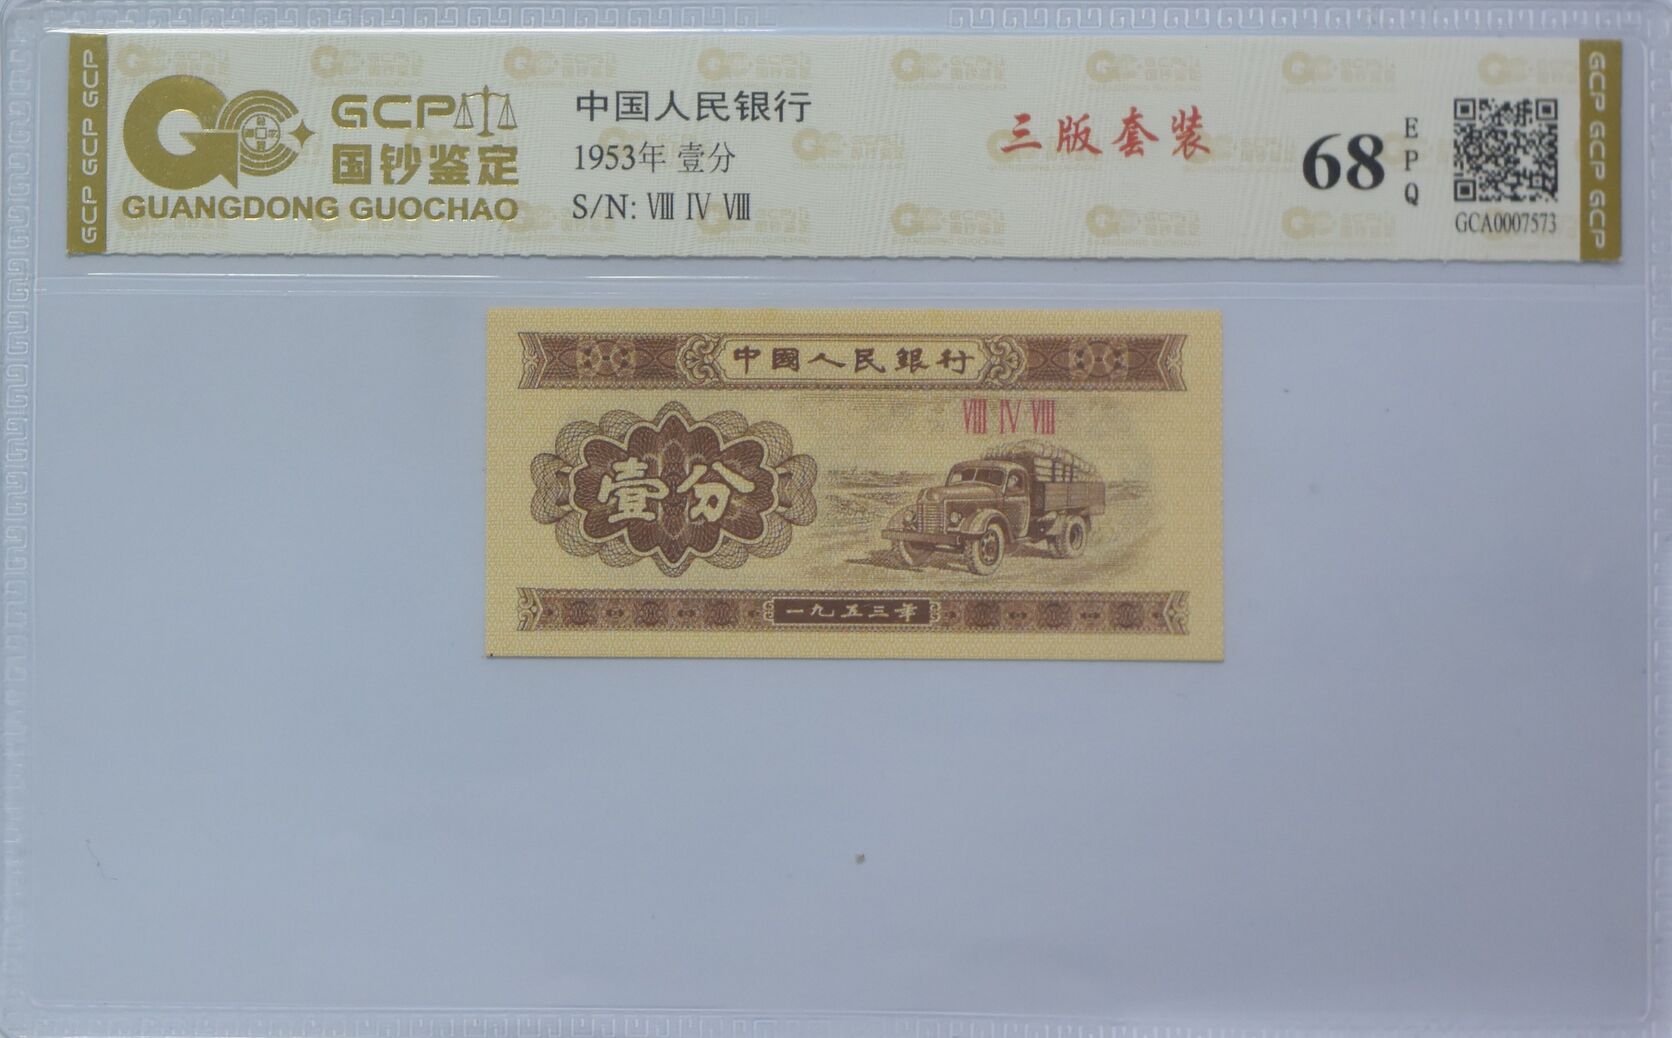 GCP GCP GCP
GCP
国钞鉴定
GUANGDONG GUOCHAO
中国人民银行
1953年 壹分
S/N: Ⅷ Ⅳ Ⅷ
三版套装
68
EPQ
GCA0007573
GCP GCP GCP
中國人民銀行
Ⅷ Ⅳ Ⅷ
壹分
一九五三年